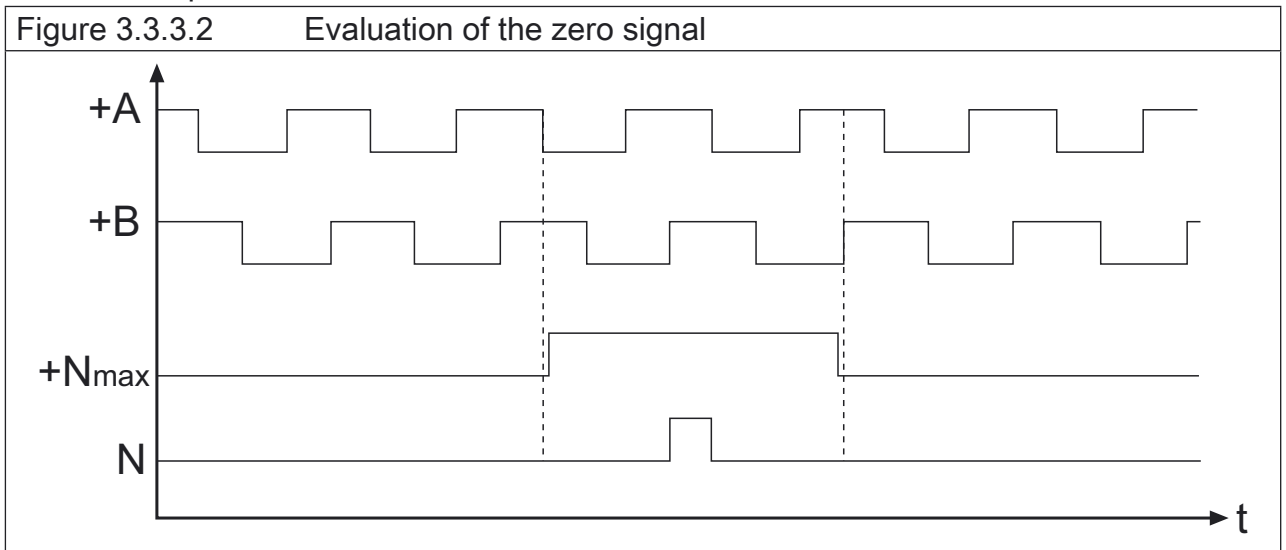 Figure 3.3.3.2 Evaluation of the zero signal
+A
+B
+Nmax
N
t